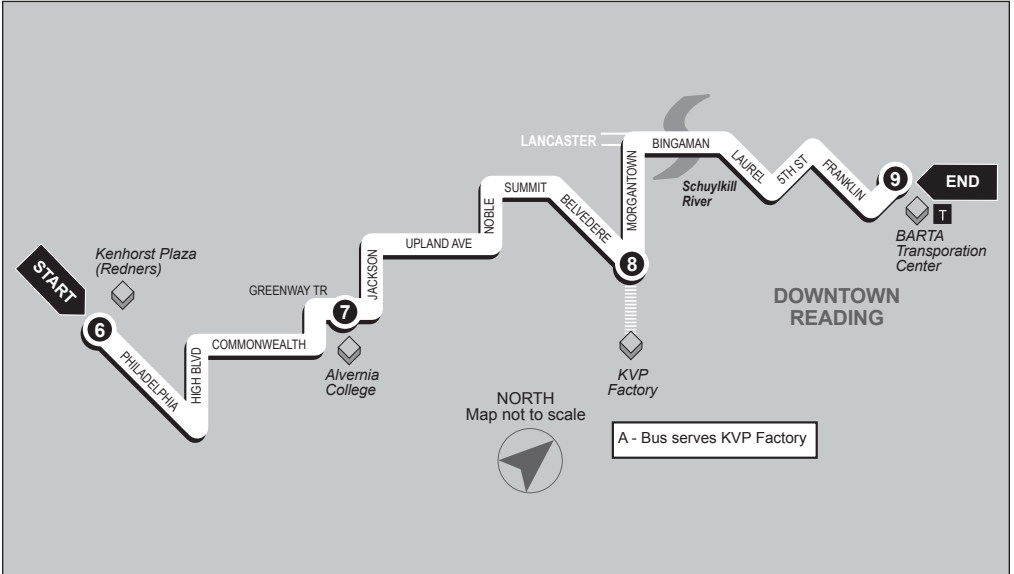 START
Kenhorst Plaza
(Redners)
6
PHILADELPHIA
HIGH BLVD
COMMONWEALTH
GREENWAY TR
7
Alvernia
College
JACKSON
UPLAND AVE
NOBLE
SUMMIT
BELVEDERE
8
KVP
Factory
MORGANTOWN
LANCASTER
BINGAMAN
Schuylkill
River
LAUREL
5TH ST
FRANKLIN
9
END
T
BARTA
Transporation
Center
DOWNTOWN
READING
NORTH
Map not to scale
A - Bus serves KVP Factory